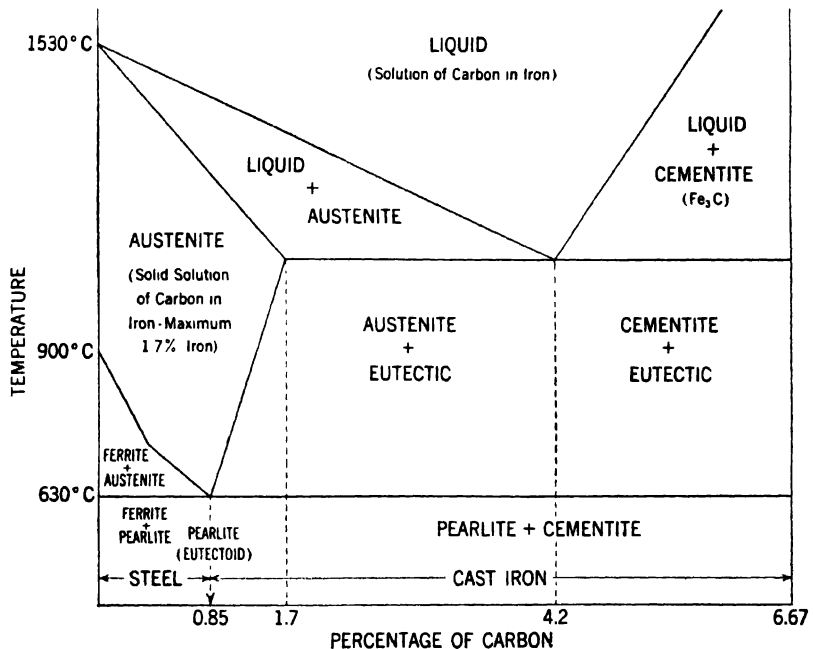 1530°C
LIQUID
(Solution of Carbon in Iron)
LIQUID
+
CEMENTITE
(Fe₃C)
LIQUID
+
AUSTENITE
AUSTENITE
(Solid Solution
of Carbon in
Iron-Maximum
1 7% Iron)
TEMPERATURE
900°C
AUSTENITE
+
EUTECTIC
CEMENTITE
+
EUTECTIC
FERRITE
+
AUSTENITE
630°C
FERRITE
+
PEARLITE
PEARLITE
(EUTECTOID)
PEARLITE + CEMENTITE
STEEL
CAST IRON
0.85
1.7
4.2
6.67
PERCENTAGE OF CARBON